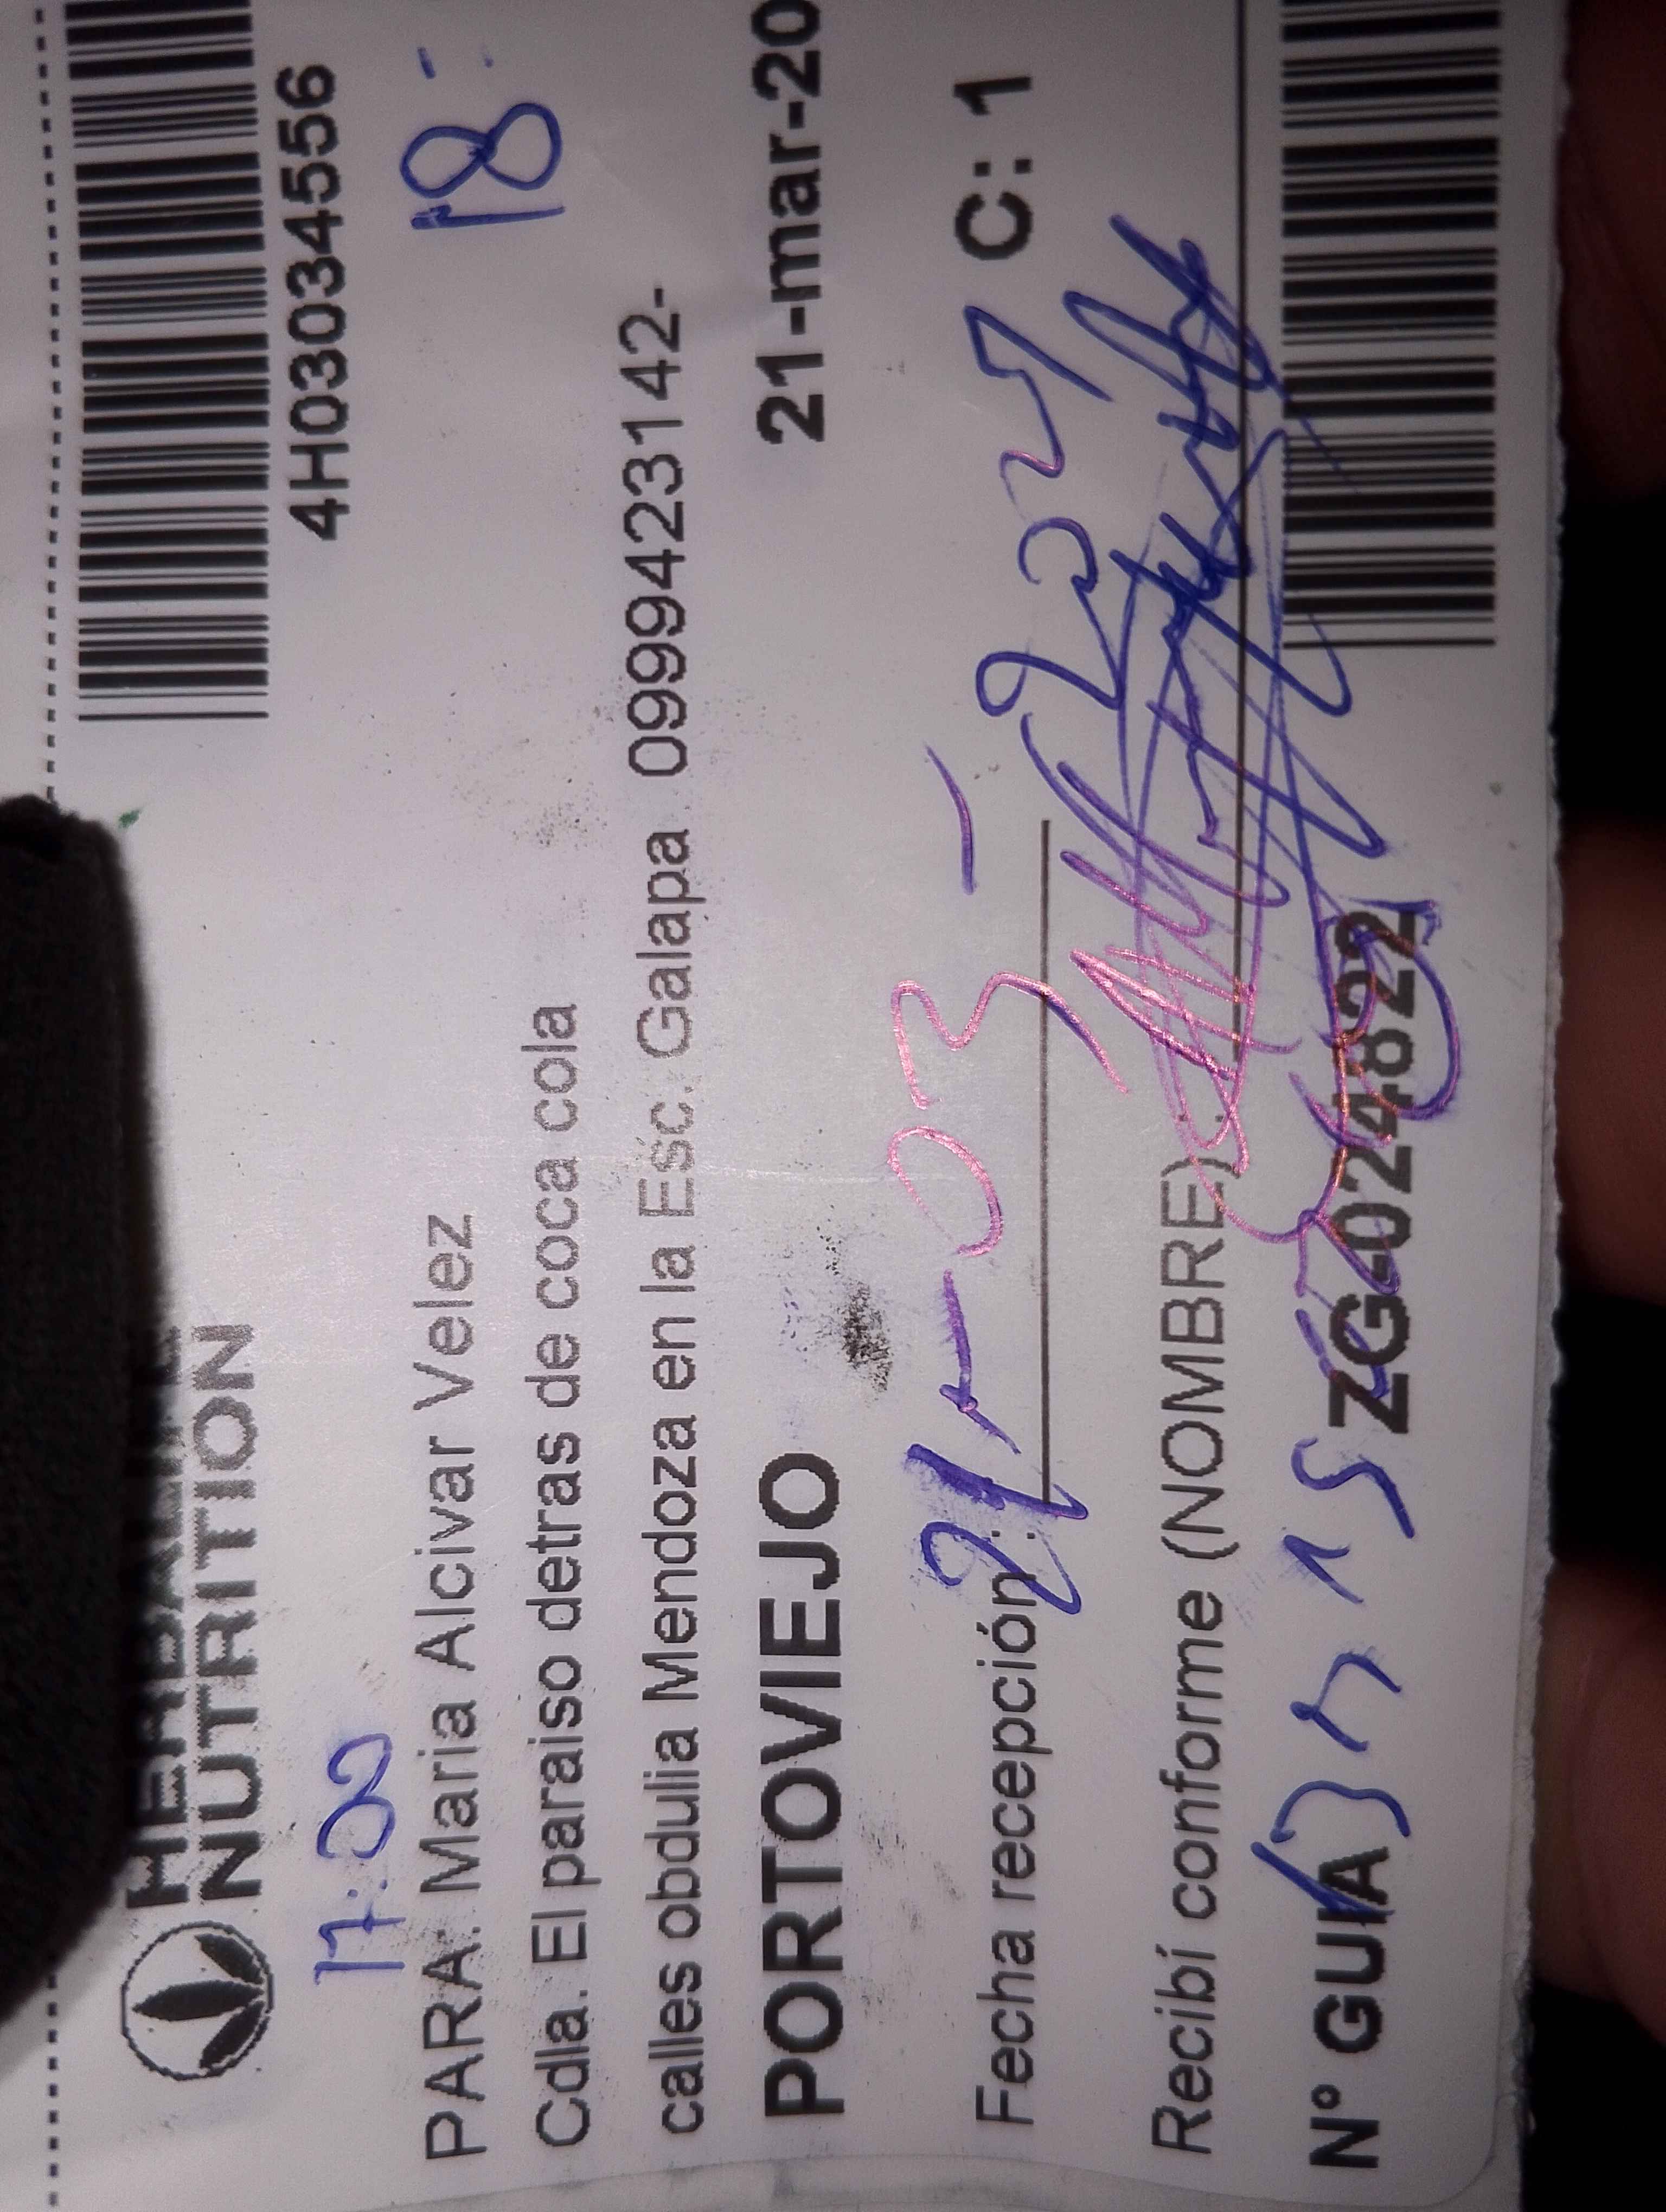 HERBALIFE
NUTRITION
4H03034556
17:00
18:
PARA: Maria Alcivar Velez
Cdla. El paraiso detras de coca cola
calles obdulia Mendoza en la Esc. Galapa 0999423142-
PORTOVIEJO 21-mar-20
Fecha recepción: 21-03-2027 C: 1
Recibí conforme (NOMBRE):
N° GUIA ZG-024822